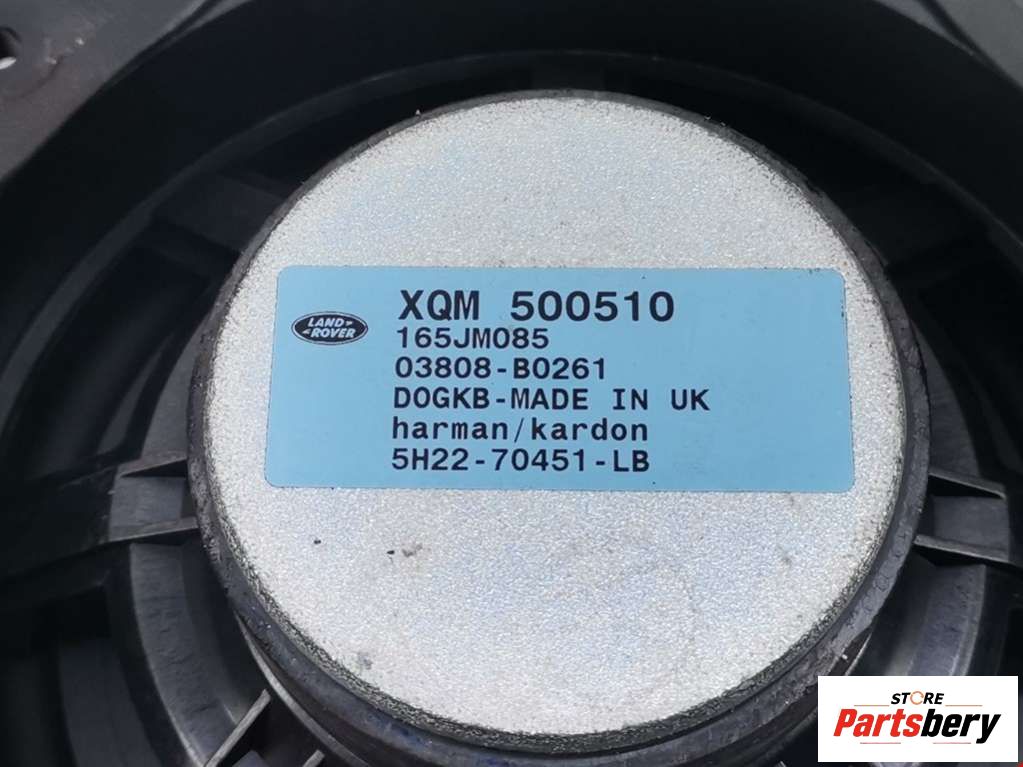 XQM 500510
LAND
ROVER
165JM085
03808-B0261
DOGKB-MADE IN UK
harman/kardon
5H22-70451-LB
STORE
Partsbery